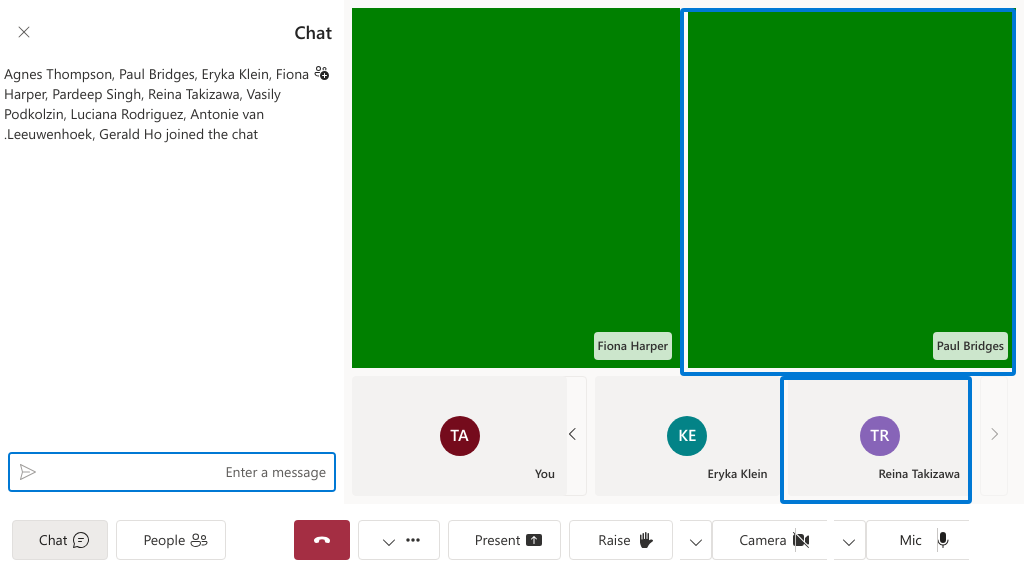 Chat
Agnes Thompson, Paul Bridges, Eryka Klein, Fiona
Harper, Pardeep Singh, Reina Takizawa, Vasily
Podkolzin, Luciana Rodriguez, Antonie van
.Leeuwenhoek, Gerald Ho joined the chat
Enter a message
Fiona Harper
Paul Bridges
TA
You
KE
Eryka Klein
TR
Reina Takizawa
Chat
People
Present
Raise
Camera
Mic